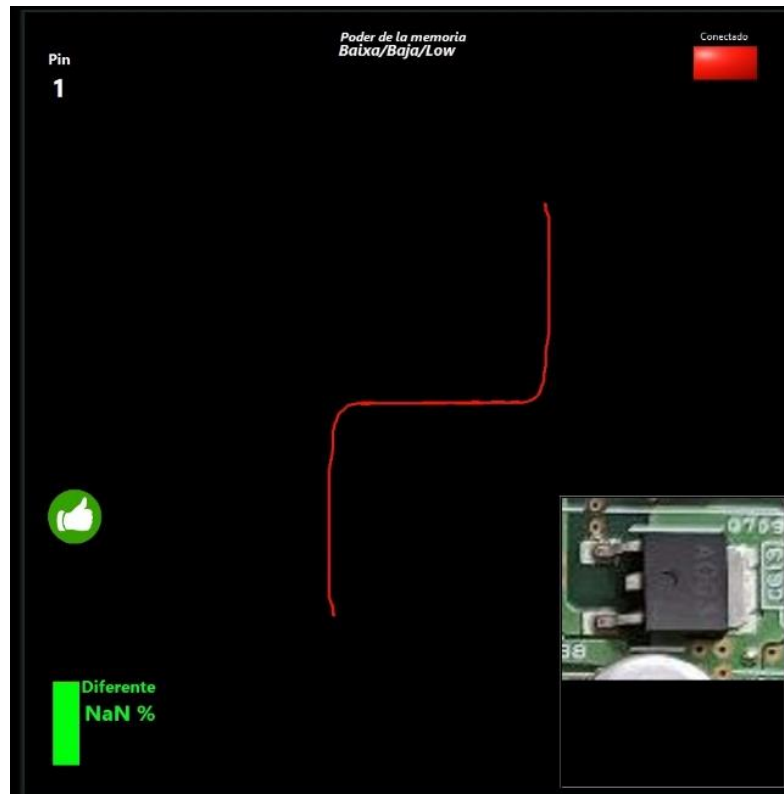 Poder de la memoria
Baixa/Baja/Low
Conectado
Pin
1
Diferente
NaN %